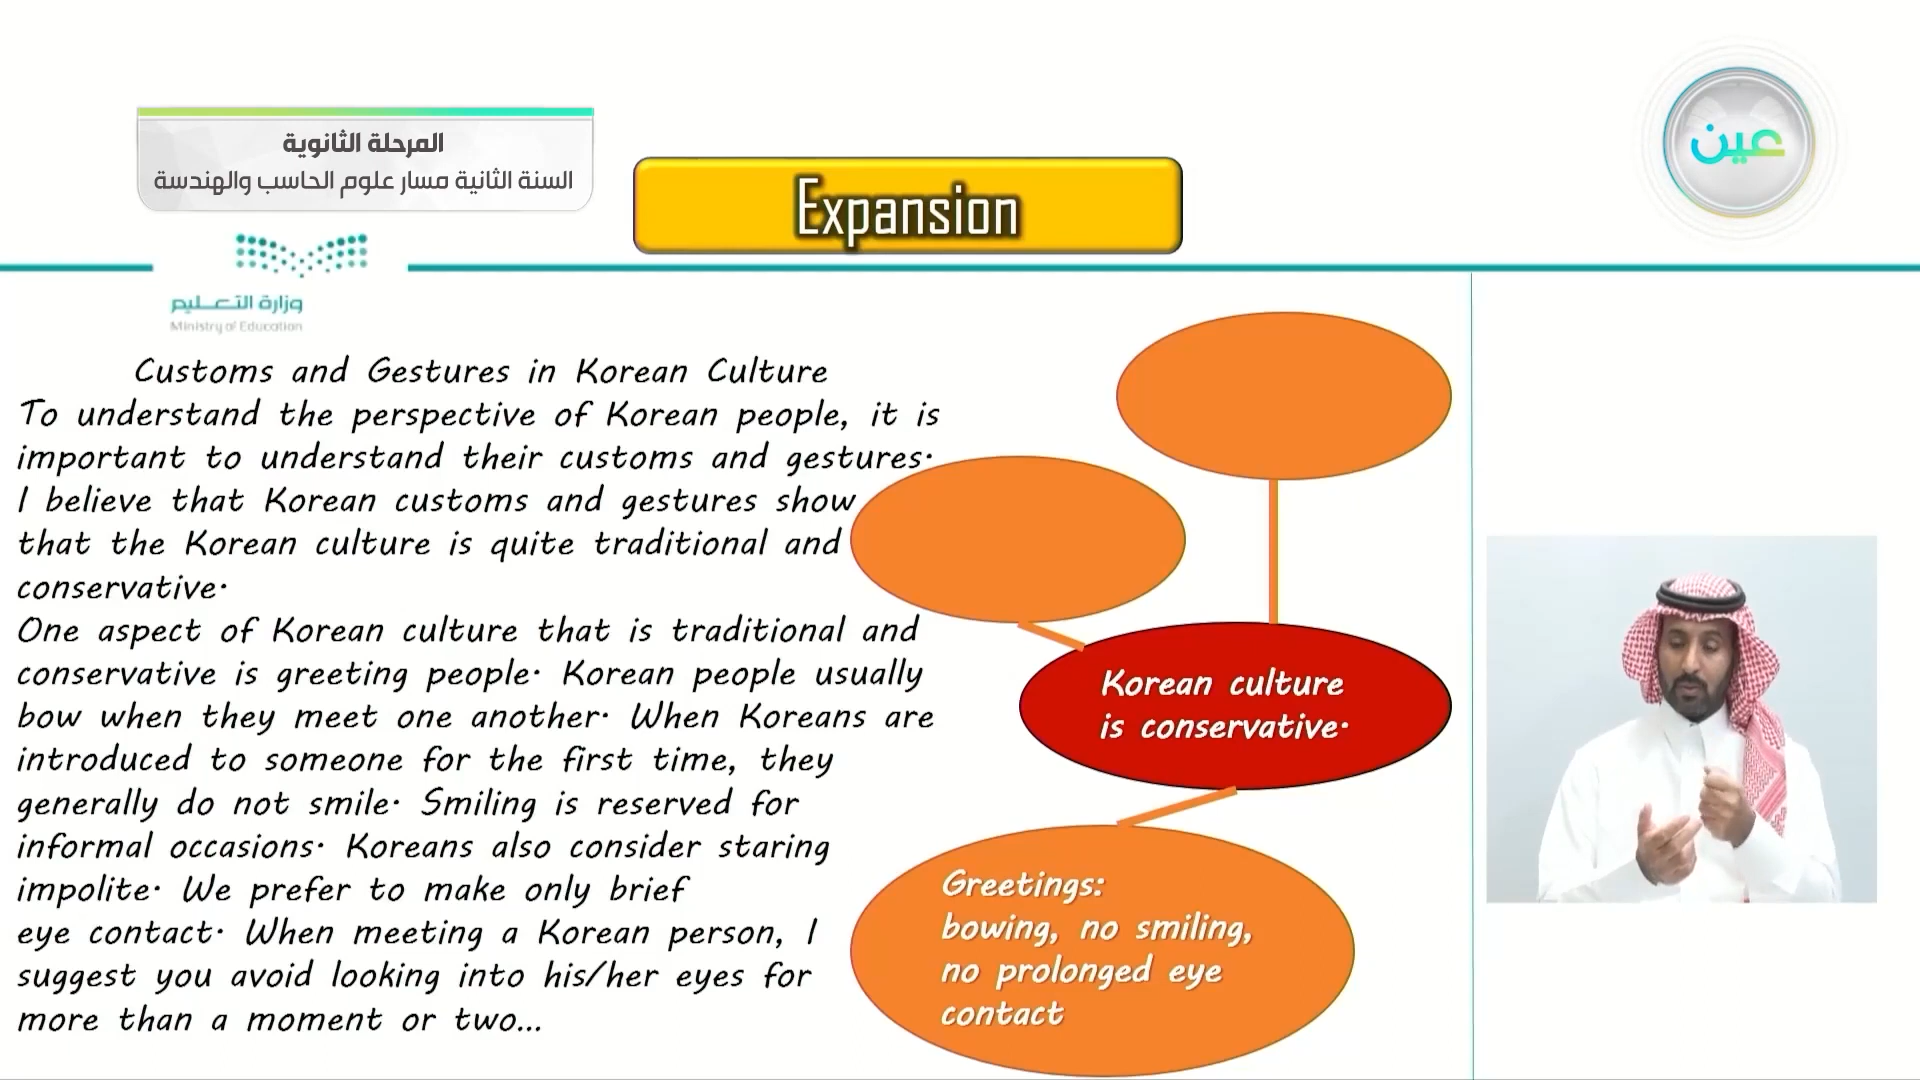 المرحلة الثانوية
السنة الثانية مسار علوم الحاسب والهندسة
عين
Expansion
وزارة التعليم
Ministry of Education
Customs and Gestures in Korean Culture
To understand the perspective of Korean people, it is
important to understand their customs and gestures.
I believe that Korean customs and gestures show
that the Korean culture is quite traditional and
conservative.
One aspect of Korean culture that is traditional and
conservative is greeting people. Korean people usually
bow when they meet one another. When Koreans are
introduced to someone for the first time, they
generally do not smile. Smiling is reserved for
informal occasions. Koreans also consider staring
impolite. We prefer to make only brief
eye contact. When meeting a Korean person, I
suggest you avoid looking into his/her eyes for
more than a moment or two...
Korean culture
is conservative.
Greetings:
bowing, no smiling,
no prolonged eye
contact